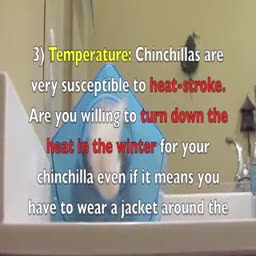 3) Temperature: Chinchillas are
very susceptible to heat-stroke.
Are you willing to turn down the
heat in the winter for your
chinchilla even if it means you
have to wear a jacket around the